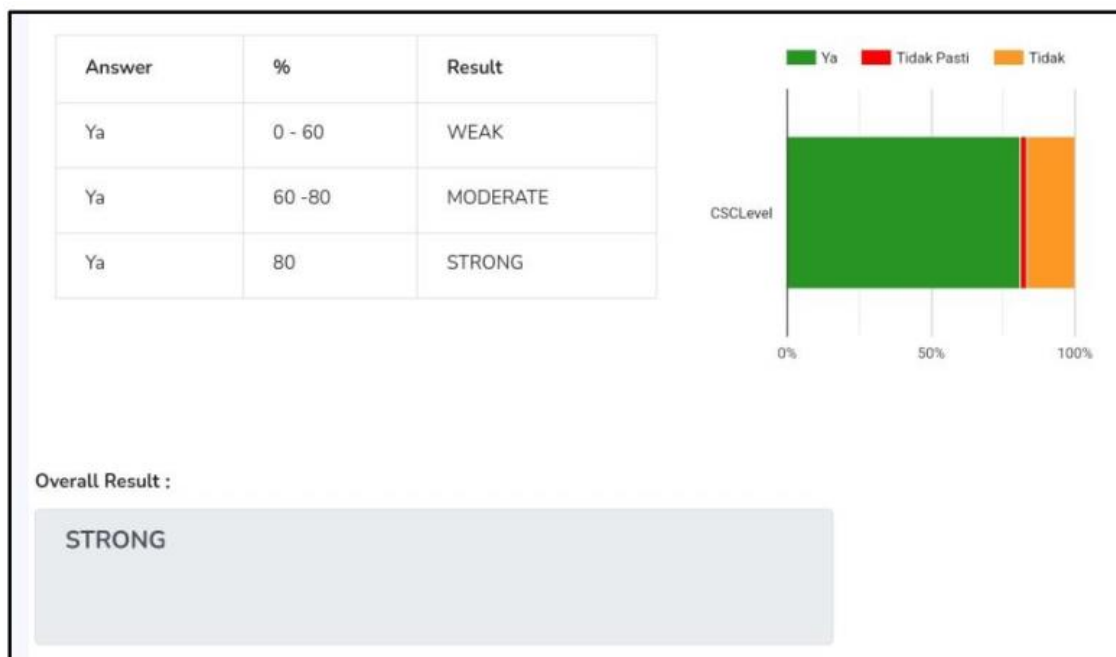 Answer % Result
Ya 0 - 60 WEAK
Ya 60 -80 MODERATE
Ya 80 STRONG
Ya Tidak Pasti Tidak
CSCLevel
0% 50% 100%
Overall Result :
STRONG